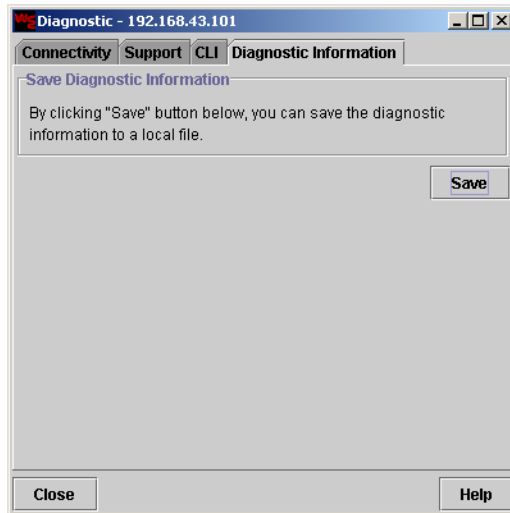 Diagnostic - 192.168.43.101
Connectivity Support CLI Diagnostic Information
Save Diagnostic Information
By clicking "Save" button below, you can save the diagnostic
information to a local file.
Save
Close Help